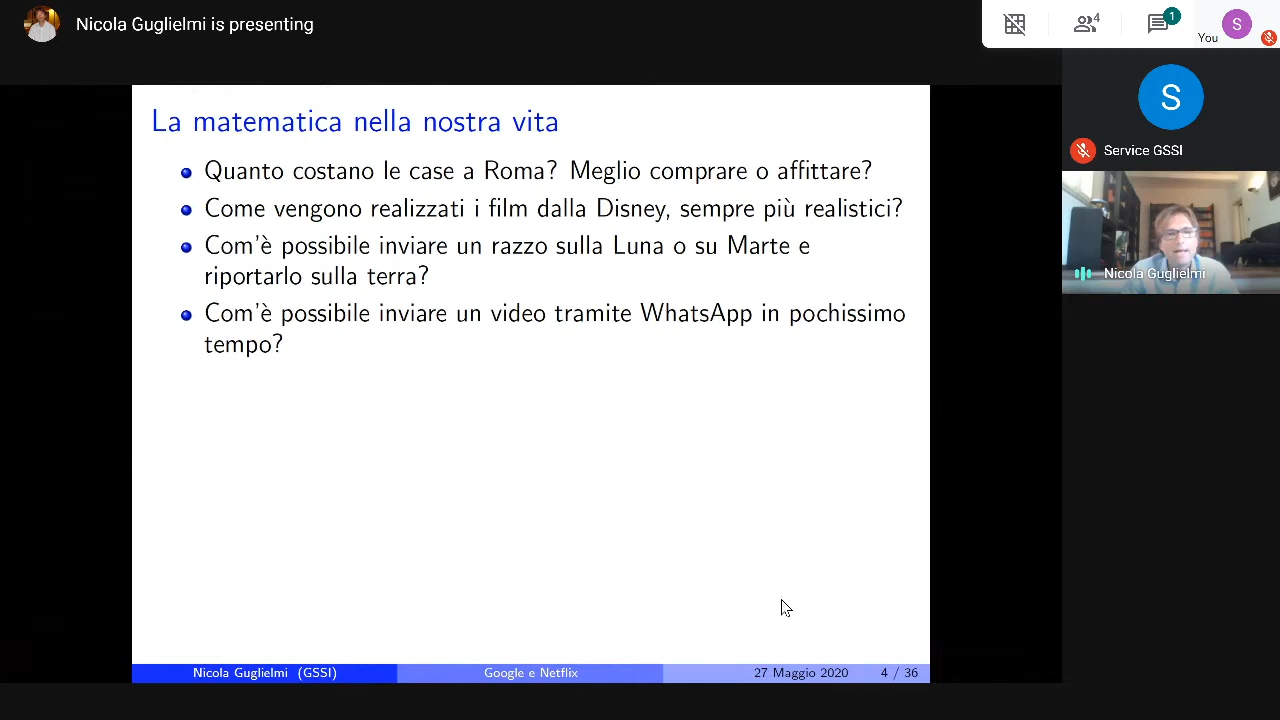 Nicola Guglielmi is presenting
4
1
You
S
S
Service GSSI
Nicola Guglielmi
La matematica nella nostra vita
Quanto costano le case a Roma? Meglio comprare o affittare?
Come vengono realizzati i film dalla Disney, sempre più realistici?
Com'è possibile inviare un razzo sulla Luna o su Marte e
riportarlo sulla terra?
Com'è possibile inviare un video tramite WhatsApp in pochissimo
tempo?
Nicola Guglielmi (GSSI) Google e Netflix 27 Maggio 2020 4 / 36